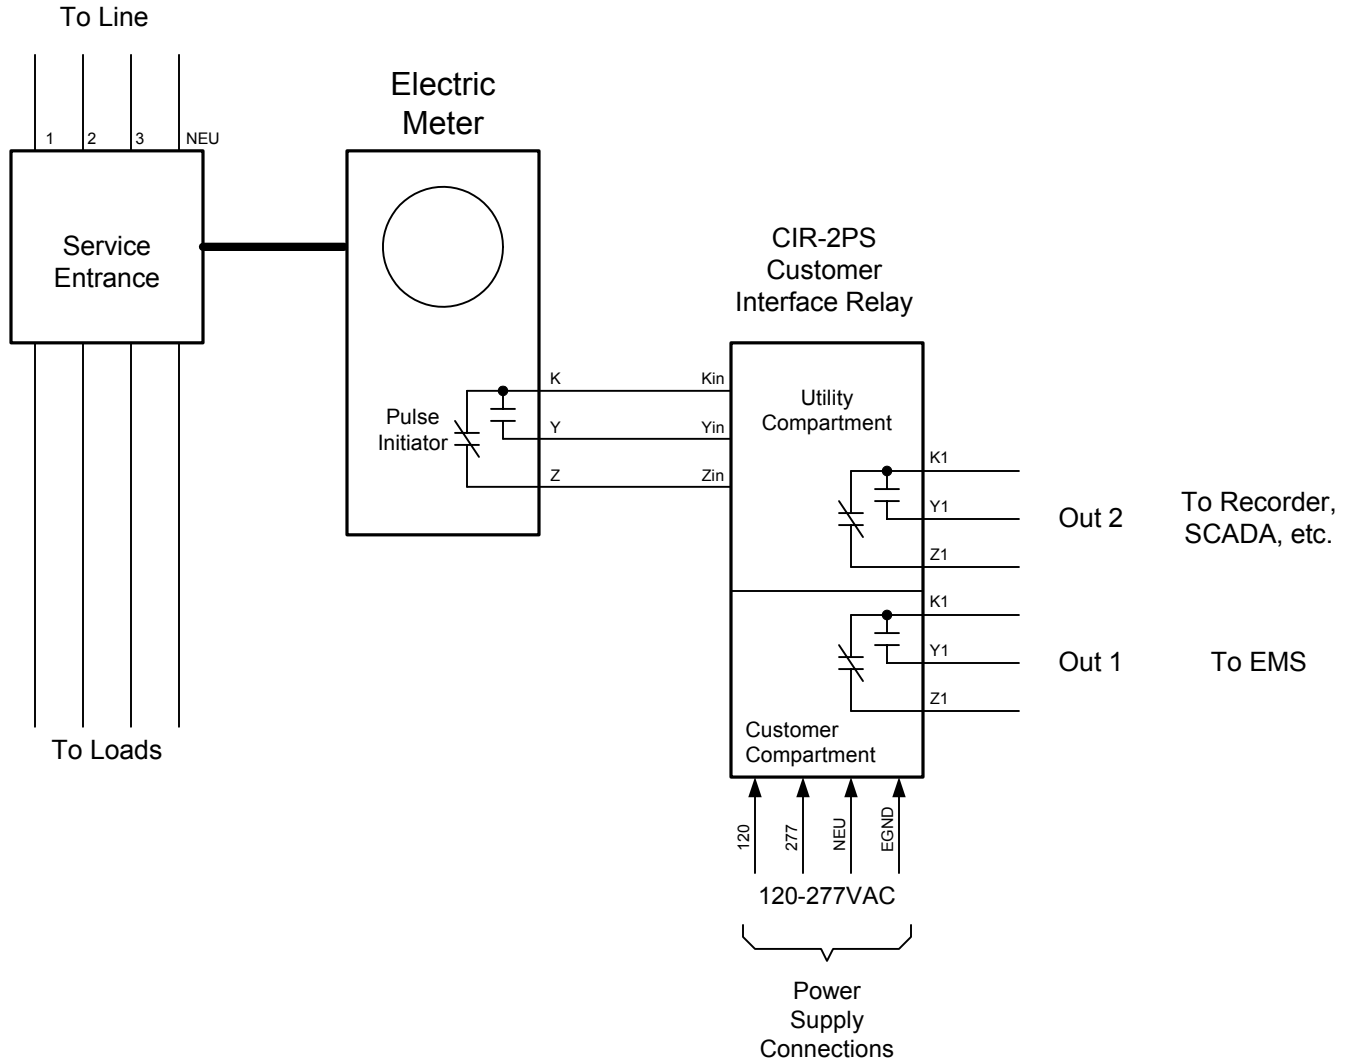 To Line
1
2
3
NEU
Service
Entrance
To Loads
Electric
Meter
Pulse
Initiator
K
Y
Z
CIR-2PS
Customer
Interface Relay
Kin
Yin
Zin
Utility
Compartment
K1
Y1
Z1
Out 2
To Recorder,
SCADA, etc.
K1
Y1
Z1
Out 1
To EMS
Customer
Compartment
120
277
NEU
EGND
120-277VAC
Power
Supply
Connections